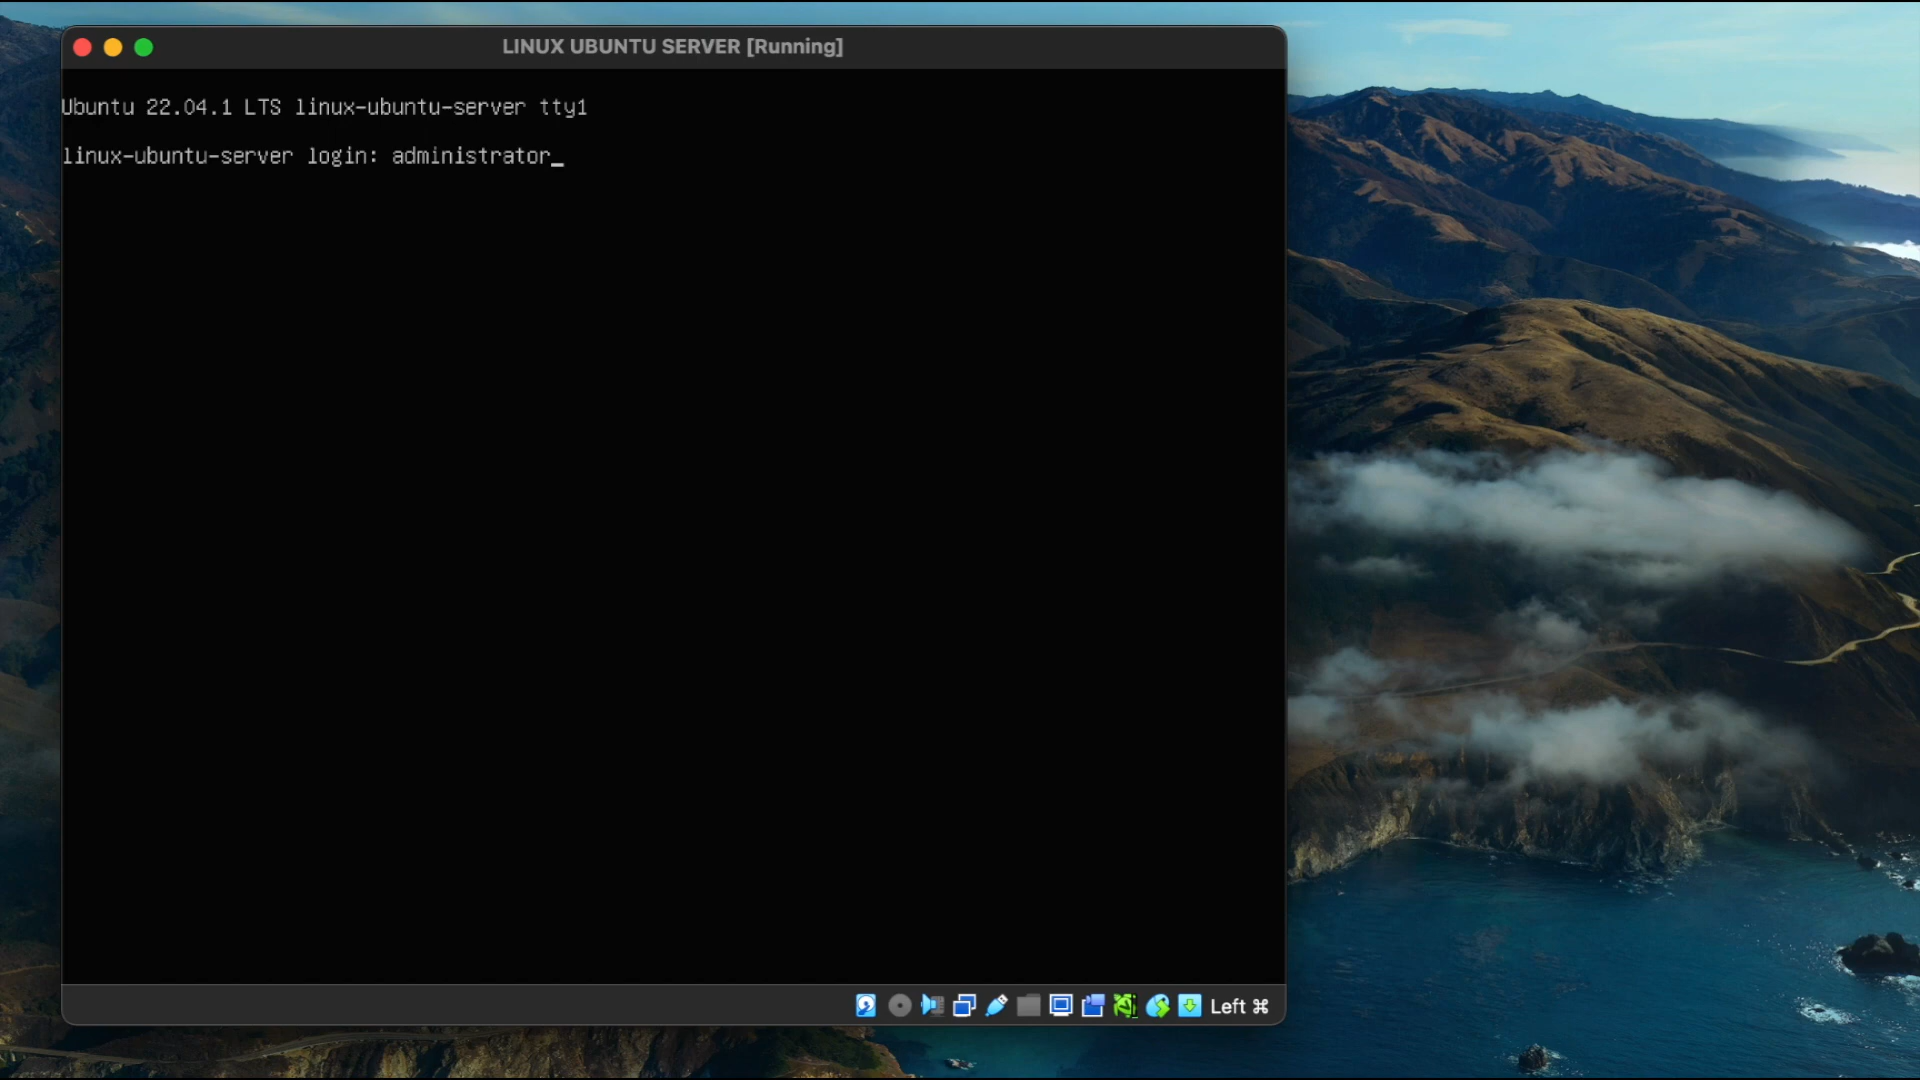 LINUX UBUNTU SERVER [Running]
Ubuntu 22.04.1 LTS linux-ubuntu-server tty1
linux-ubuntu-server login: administrator_
Left ⌘